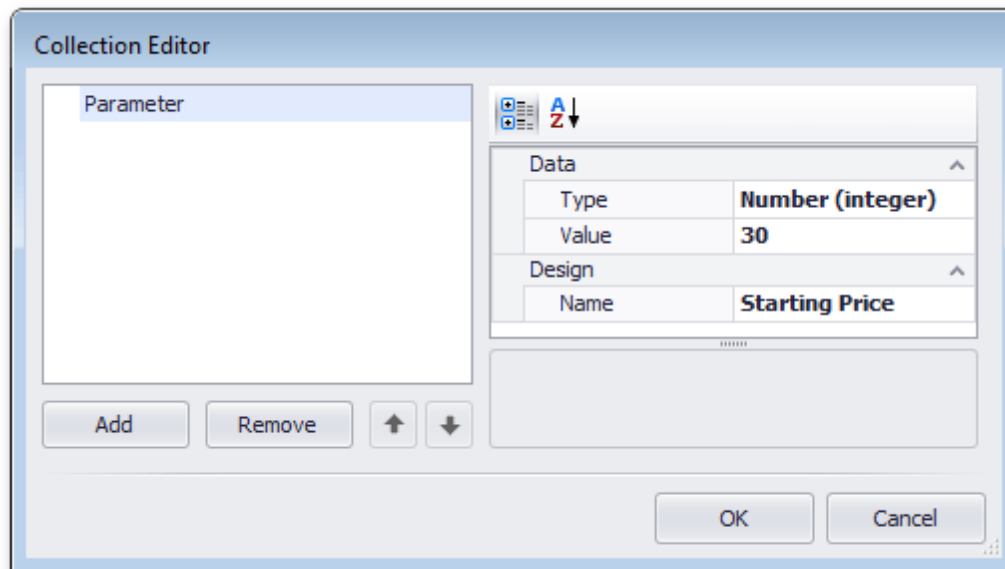 Collection Editor
Parameter
A
Z
Data
Type Number (integer)
Value 30
Design
Name Starting Price
Add Remove
OK Cancel